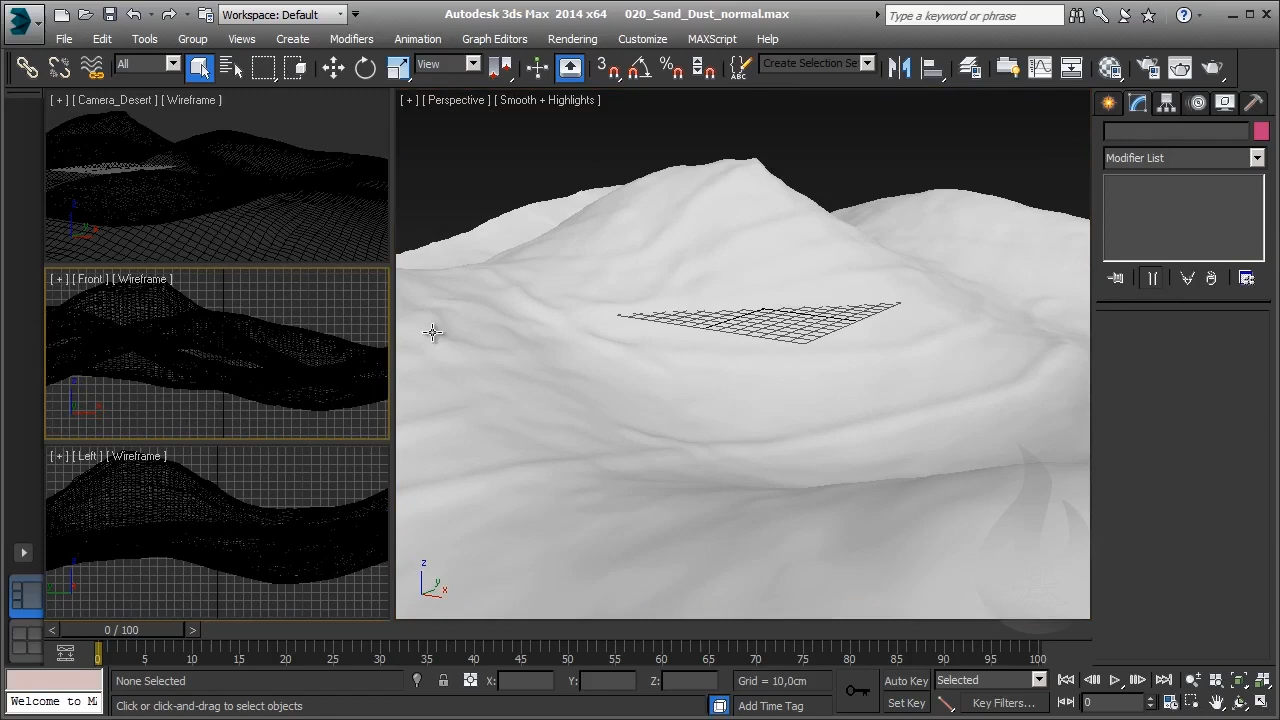 Workspace: Default
Autodesk 3ds Max 2014 x64
020_Sand_Dust_normal.max
Type a keyword or phrase
File Edit Tools Group Views Create Modifiers Animation Graph Editors Rendering Customize MAXScript Help
All
View
Create Selection Se
[ + ] [ Camera_Desert ] [ Wireframe ]
[ + ] [ Perspective ] [ Smooth + Highlights ]
Modifier List
[ + ] [ Front ] [ Wireframe ]
[ + ] [ Left ] [ Wireframe ]
z
y
x
< 0 / 100 >
0 5 10 15 20 25 30 35 40 45 50 55 60 65 70 75 80 85 90 95 100
None Selected
X:
Y:
Z:
Grid = 10,0cm
Auto Key
Selected
Welcome to M
Click or click-and-drag to select objects
Add Time Tag
Set Key
Key Filters...
0